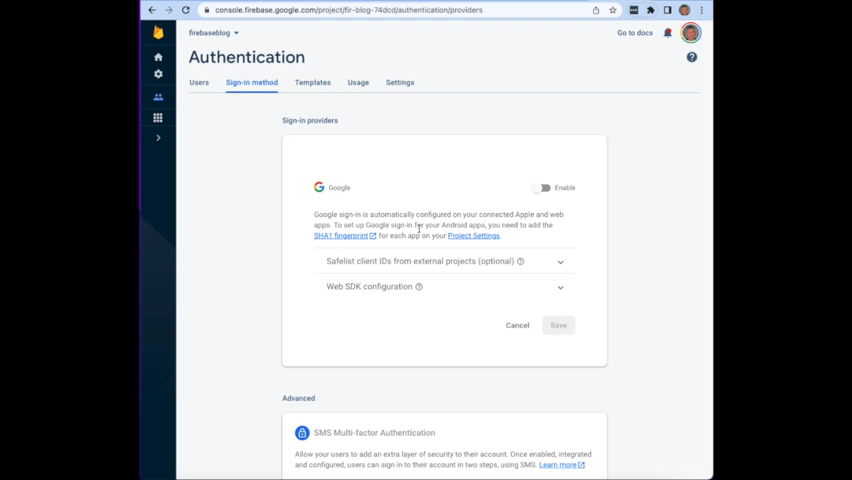 console.firebase.google.com/project/fir-blog-74dcd/authentication/providers
firebaseblog
Go to docs
Authentication
Users Sign-in method Templates Usage Settings
Sign-in providers
Google
Enable
Google sign-in is automatically configured on your connected Apple and web
apps. To set up Google sign-in for your Android apps, you need to add the
SHA1 fingerprint for each app on your Project Settings.
Safelist client IDs from external projects (optional)
Web SDK configuration
Cancel Save
Advanced
SMS Multi-factor Authentication
Allow your users to add an extra layer of security to their account. Once enabled, integrated
and configured, users can sign in to their account in two steps, using SMS. Learn more